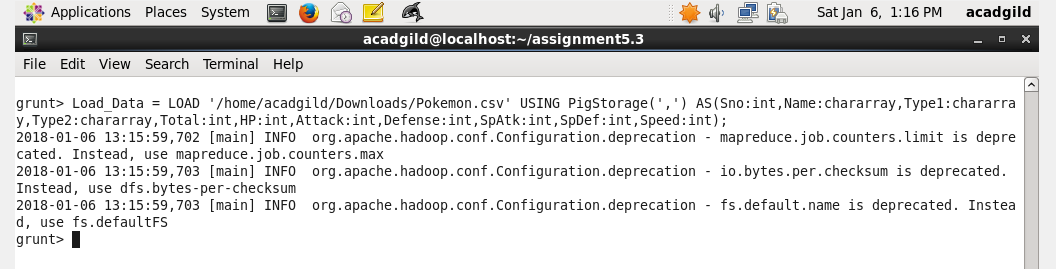 Applications Places System Sat Jan 6, 1:16 PM acadgild
acadgild@localhost:~/assignment5.3
File Edit View Search Terminal Help
grunt> Load_Data = LOAD '/home/acadgild/Downloads/Pokemon.csv' USING PigStorage(',') AS(Sno:int,Name:chararray,Type1:chararra
y,Type2:chararray,Total:int,HP:int,Attack:int,Defense:int,SpAtk:int,SpDef:int,Speed:int);
2018-01-06 13:15:59,702 [main] INFO  org.apache.hadoop.conf.Configuration.deprecation - mapreduce.job.counters.limit is depre
cated. Instead, use mapreduce.job.counters.max
2018-01-06 13:15:59,703 [main] INFO  org.apache.hadoop.conf.Configuration.deprecation - io.bytes.per.checksum is deprecated.
Instead, use dfs.bytes-per-checksum
2018-01-06 13:15:59,703 [main] INFO  org.apache.hadoop.conf.Configuration.deprecation - fs.default.name is deprecated. Instea
d, use fs.defaultFS
grunt>